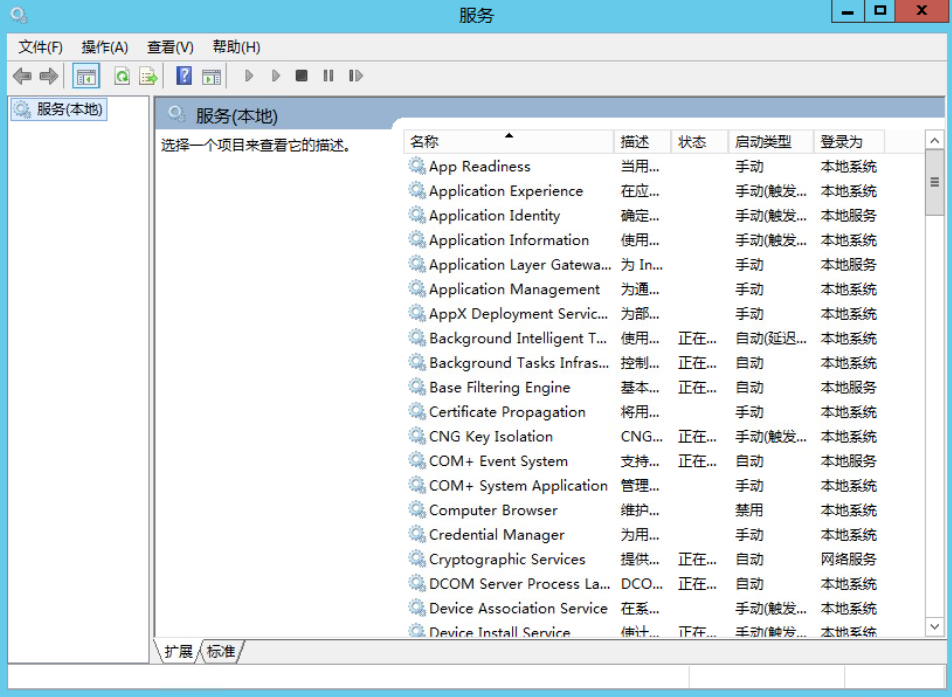 服务
文件(F) 操作(A) 查看(V) 帮助(H)
服务(本地)
服务(本地)
选择一个项目来查看它的描述。
名称 描述 状态 启动类型 登录为
App Readiness 当用... 手动 本地系统
Application Experience 在应... 手动(触发... 本地系统
Application Identity 确定... 手动(触发... 本地服务
Application Information 使用... 手动(触发... 本地系统
Application Layer Gatewa... 为 In... 手动 本地服务
Application Management 为通... 手动 本地系统
AppX Deployment Servic... 为部... 手动 本地系统
Background Intelligent T... 使用... 正在... 自动(延迟... 本地系统
Background Tasks Infras... 控制... 正在... 自动 本地系统
Base Filtering Engine 基本... 正在... 自动 本地服务
Certificate Propagation 将用... 手动 本地系统
CNG Key Isolation CNG... 正在... 手动(触发... 本地系统
COM+ Event System 支持... 正在... 自动 本地服务
COM+ System Application 管理... 手动 本地系统
Computer Browser 维护... 禁用 本地系统
Credential Manager 为用... 手动 本地系统
Cryptographic Services 提供... 正在... 自动 网络服务
DCOM Server Process La... DCO... 正在... 自动 本地系统
Device Association Service 在系... 手动(触发... 本地系统
Device Install Service 使计... 正在... 手动(触发... 本地系统
扩展 标准